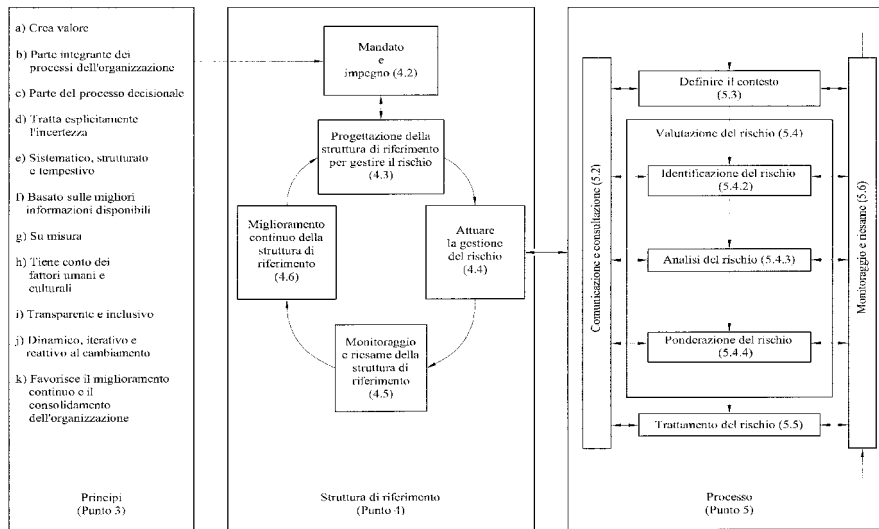 a) Crea valore
b) Parte integrante dei
processi dell'organizzazione
c) Parte del processo decisionale
d) Tratta esplicitamente
l'incertezza
e) Sistematico, strutturato
e tempestivo
f) Basato sulle migliori
informazioni disponibili
g) Su misura
h) Tiene conto dei
fattori umani e
culturali
i) Transparente e inclusivo
j) Dinamico, iterativo e
reattivo al cambiamento
k) Favorisce il miglioramento
continuo e il
consolidamento
dell'organizzazione
Principi
(Punto 3)
Mandato
e
impegno (4.2)
Progettazione della
struttura di riferimento
per gestire il rischio
(4.3)
Miglioramento
continuo della
struttura di
riferimento
(4.6)
Attuare
la gestione
del rischio
(4.4)
Monitoraggio
e riesame della
struttura di
riferimento
(4.5)
Struttura di riferimento
(Punto 4)
Comunicazione e consultazione (5.2)
Definire il contesto
(5.3)
Valutazione del rischio (5.4)
Identificazione del rischio
(5.4.2)
Analisi del rischio (5.4.3)
Ponderazione del rischio
(5.4.4)
Trattamento del rischio (5.5)
Monitoraggio e riesame (5.6)
Processo
(Punto 5)